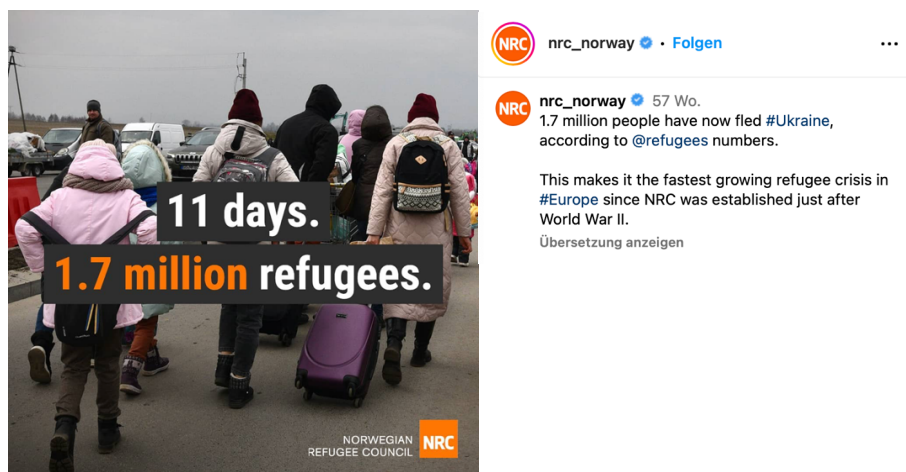 11 days.
1.7 million refugees.
NORWEGIAN
REFUGEE COUNCIL
NRC
NRC
nrc_norway • Folgen
NRC
nrc_norway 57 Wo.
1.7 million people have now fled #Ukraine,
according to @refugees numbers.
This makes it the fastest growing refugee crisis in
#Europe since NRC was established just after
World War II.
Übersetzung anzeigen